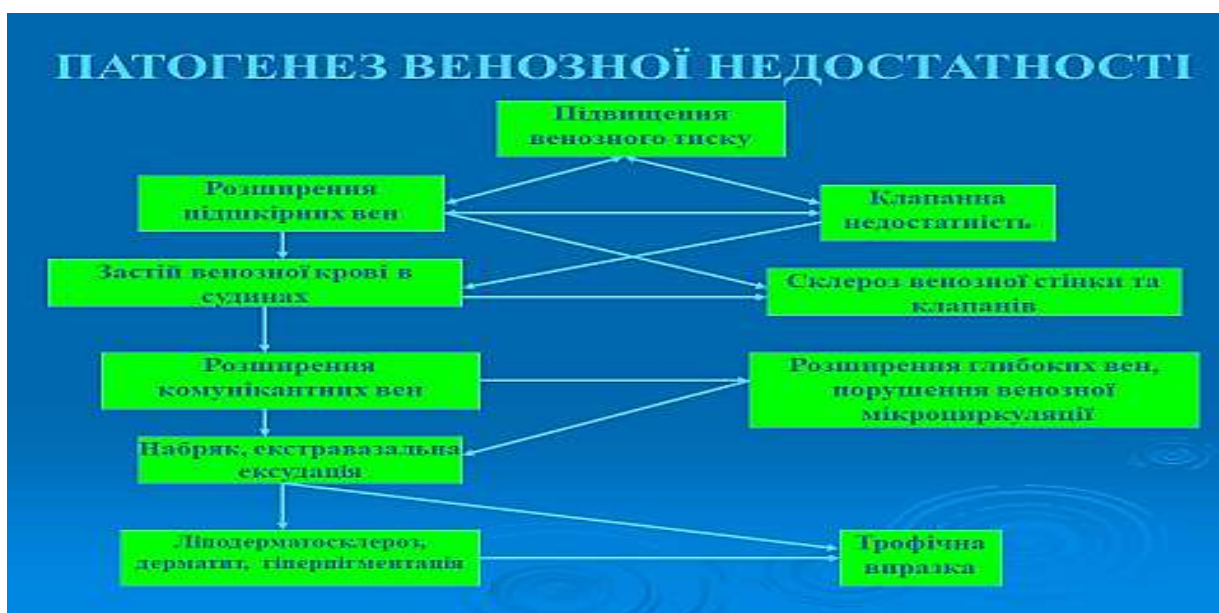 ПАТОГЕНЕЗ ВЕНОЗНОЇ НЕДОСТАТНОСТІ
Підвищення
венозного тиску
Розширення
підшкірних вен
Клапанна
недостатність
Застій венозної крові в
судинах
Склероз венозної стінки та
клапанів
Розширення
комунікантних вен
Розширення глибоких вен,
порушення венозної
мікроциркуляції
Набряк, екстравазальна
ексудація
Ліподерматосклероз,
дерматит, гіперпігментація
Трофічна
виразка